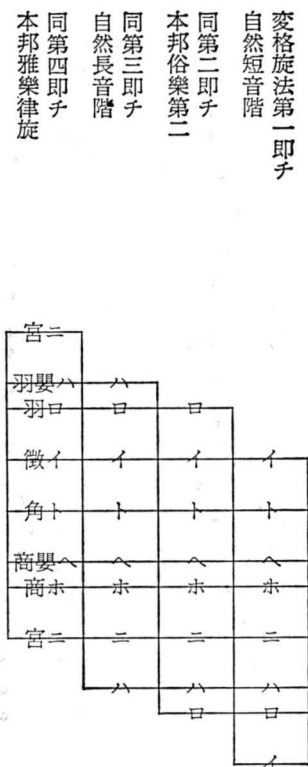 変格旋法第一即チ
自然短音階
同第二即チ
本邦俗樂第二
同第三即チ
自然長音階
同第四即チ
本邦雅樂律旋
イ
ト
ヘ
ホ
ニ
ハ
ロ
イ
ロ
イ
ト
ヘ
ホ
ニ
ハ
ロ
ハ
ロ
イ
ト
ヘ
ホ
ニ
ハ
宮ニ
羽嬰ハ
羽ロ
徴イ
角ト
商嬰ヘ
商ホ
宮ニ